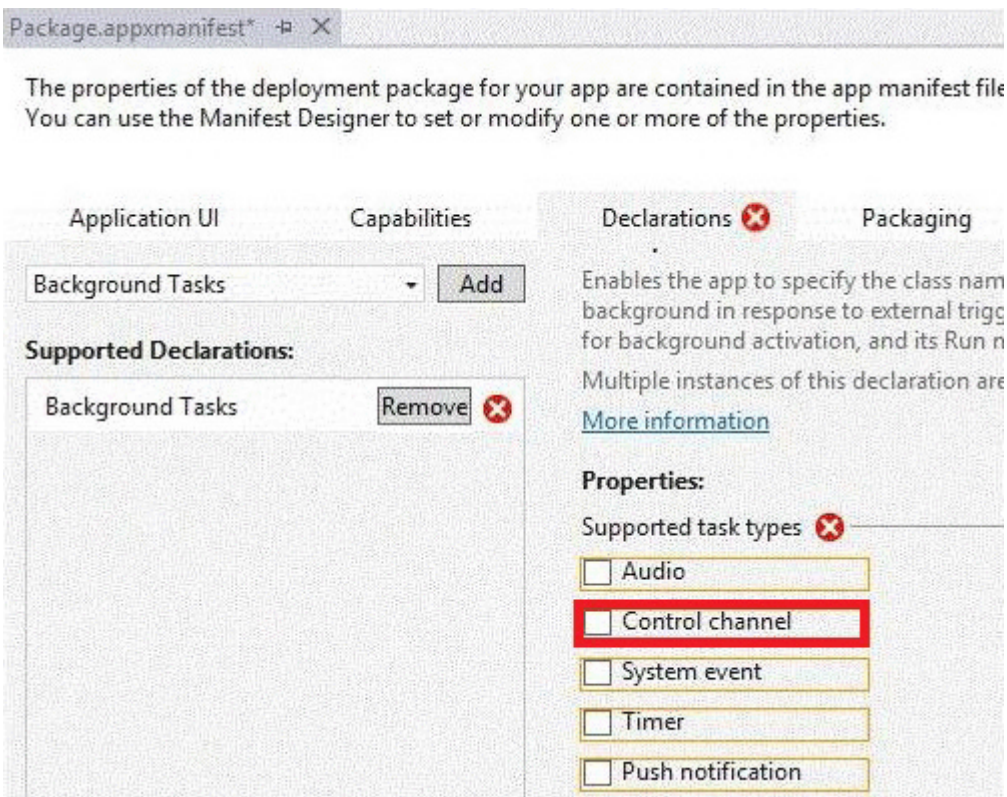 Package.appxmanifest*
The properties of the deployment package for your app are contained in the app manifest file
You can use the Manifest Designer to set or modify one or more of the properties.
Application UI Capabilities Declarations Packaging
Background Tasks Add
Supported Declarations:
Background Tasks Remove
Enables the app to specify the class nam
background in response to external trigg
for background activation, and its Run m
Multiple instances of this declaration are
More information
Properties:
Supported task types
Audio
Control channel
System event
Timer
Push notification